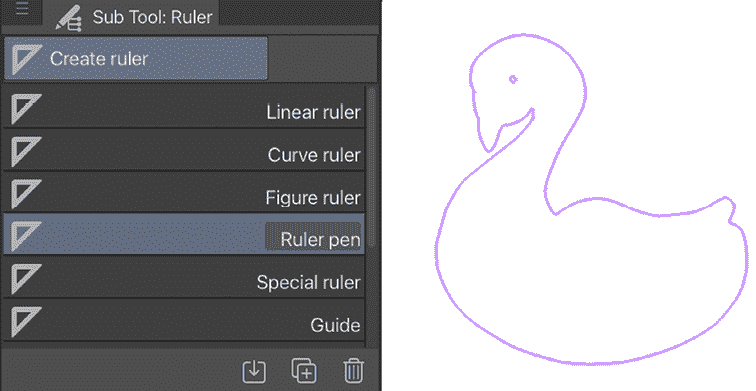 Sub Tool: Ruler
Create ruler
Linear ruler
Curve ruler
Figure ruler
Ruler pen
Special ruler
Guide